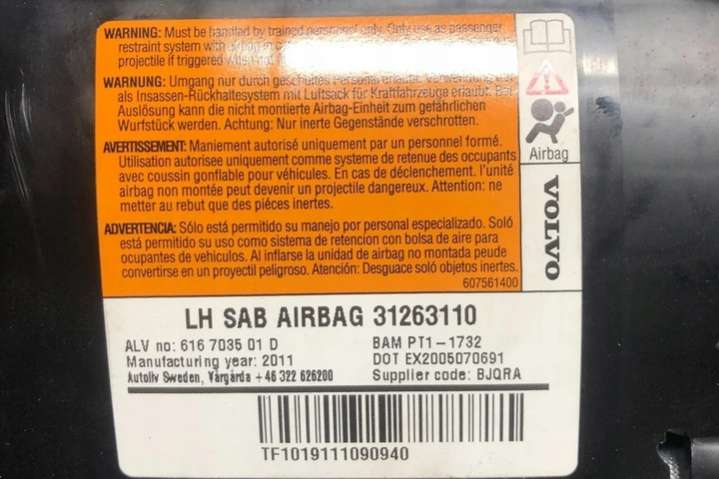 WARNING: Must be handled by trained personnel only. Only use as passenger
restraint system with
projectile if triggered
WARNUNG: Umgang nur durch geschultes Personal erlaubt. Verwendung nur
als Insassen-Rückhaltesystem mit Luftsack für Kraftfahrzeuge erlaubt. Bei
Auslösung kann die nicht montierte Airbag-Einheit zum gefährlichen
Wurfstück werden. Achtung: Nur inerte Gegenstände verschrotten.
AVERTISSEMENT: Maniement autorisé uniquement par un personnel formé.
Utilisation autorisee uniquement comme systeme de retenue des occupants
avec coussin gonflable pour véhicules. En cas de déclenchement. l'unité
airbag non montée peut devenir un projectile dangereux. Attention: ne
metter au rebut que des piéces inertes.
ADVERTENCIA: Sólo está permitido su manejo por personal especializado. Soló
está permitido su uso como sistema de retención con bolsa de aire para
ocupantes de vehículos. Al inflarse la unidad de airbag no montada peude
convertirse en un proyectil peligroso. Atención: Desguace soló objetos inertes.
607561400
Airbag
VOLVO
LH SAB AIRBAG 31263110
ALV no: 616 7035 01 D
BAM PT1-1732
Manufacturing year: 2011
DOT EX2005070691
Autoliv Sweden, Vårgårda +46 322 626200
Supplier code: BJQRA
TF1019111090940